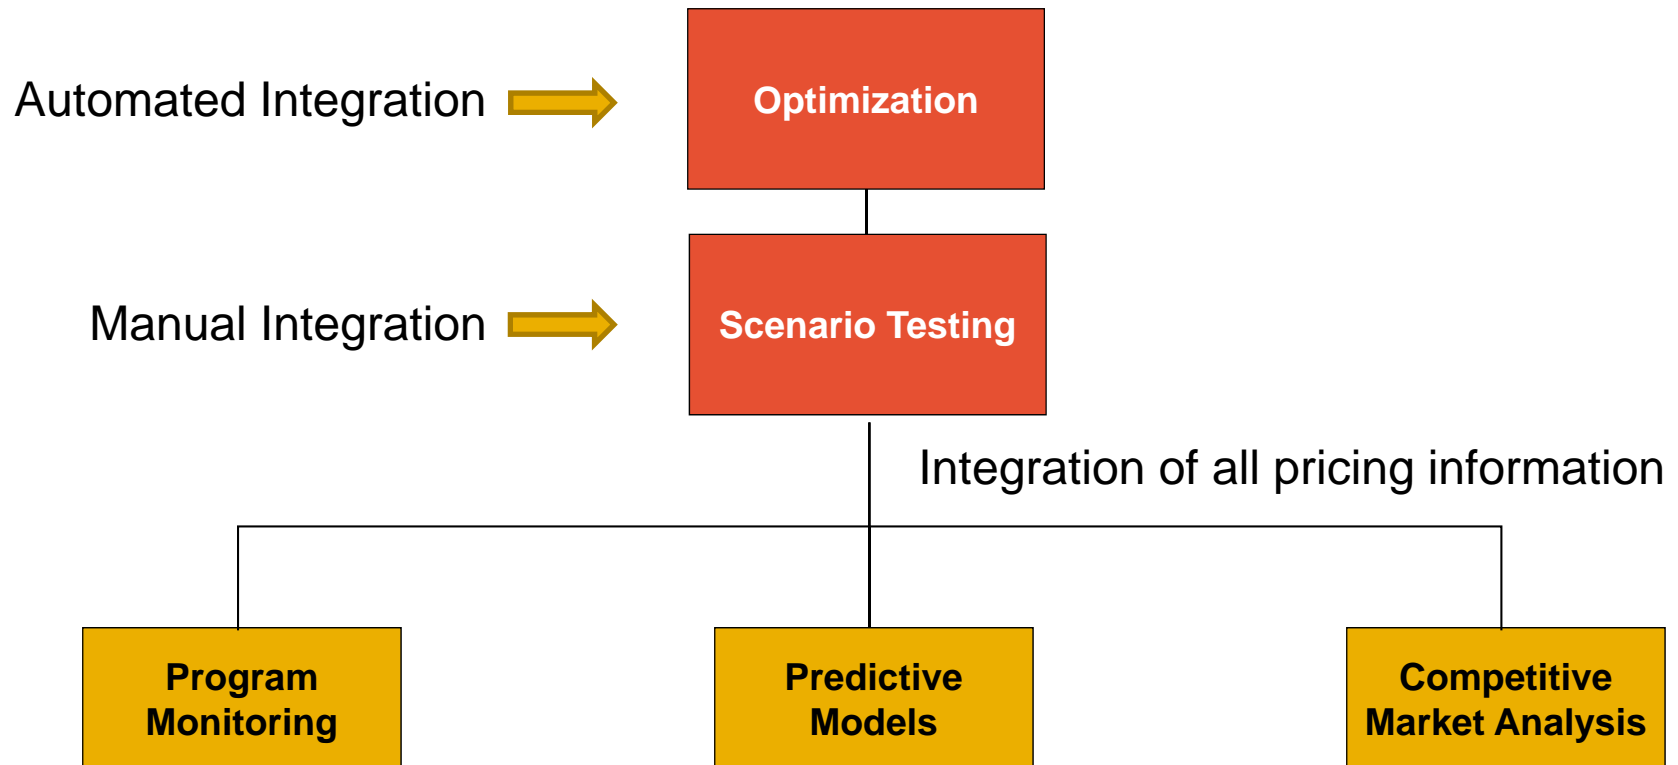 Automated Integration
Optimization
Manual Integration
Scenario Testing
Integration of all pricing information
Program
Monitoring
Predictive
Models
Competitive
Market Analysis